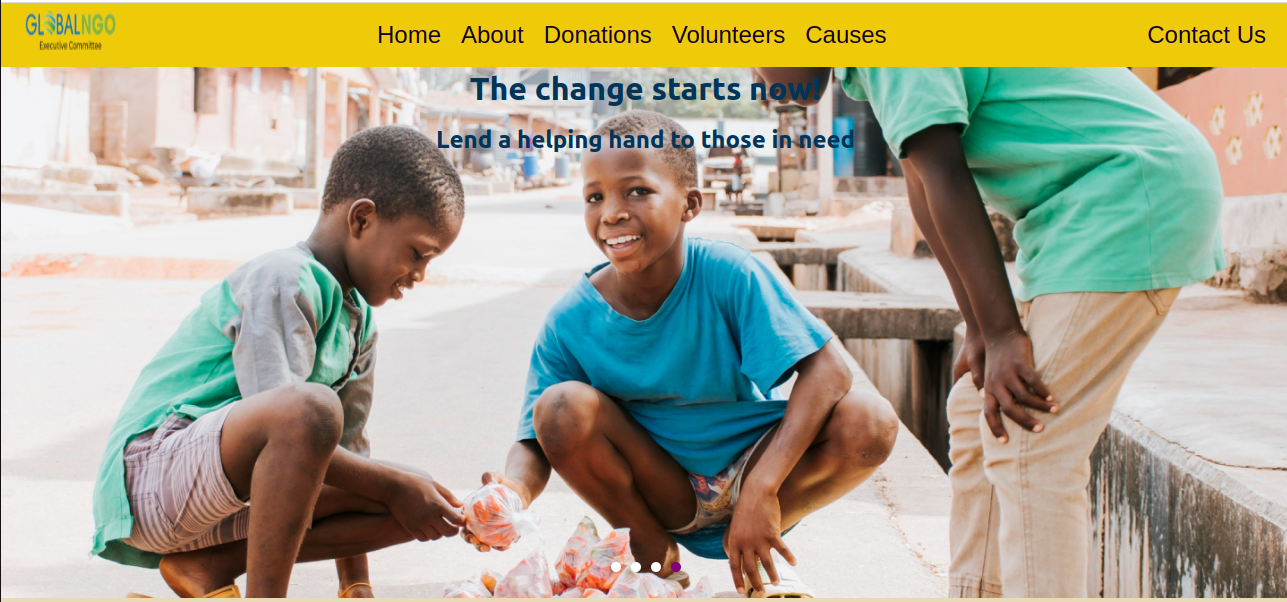 GLOBALNGO
Executive Committee
Home About Donations Volunteers Causes Contact Us
The change starts now!
Lend a helping hand to those in need